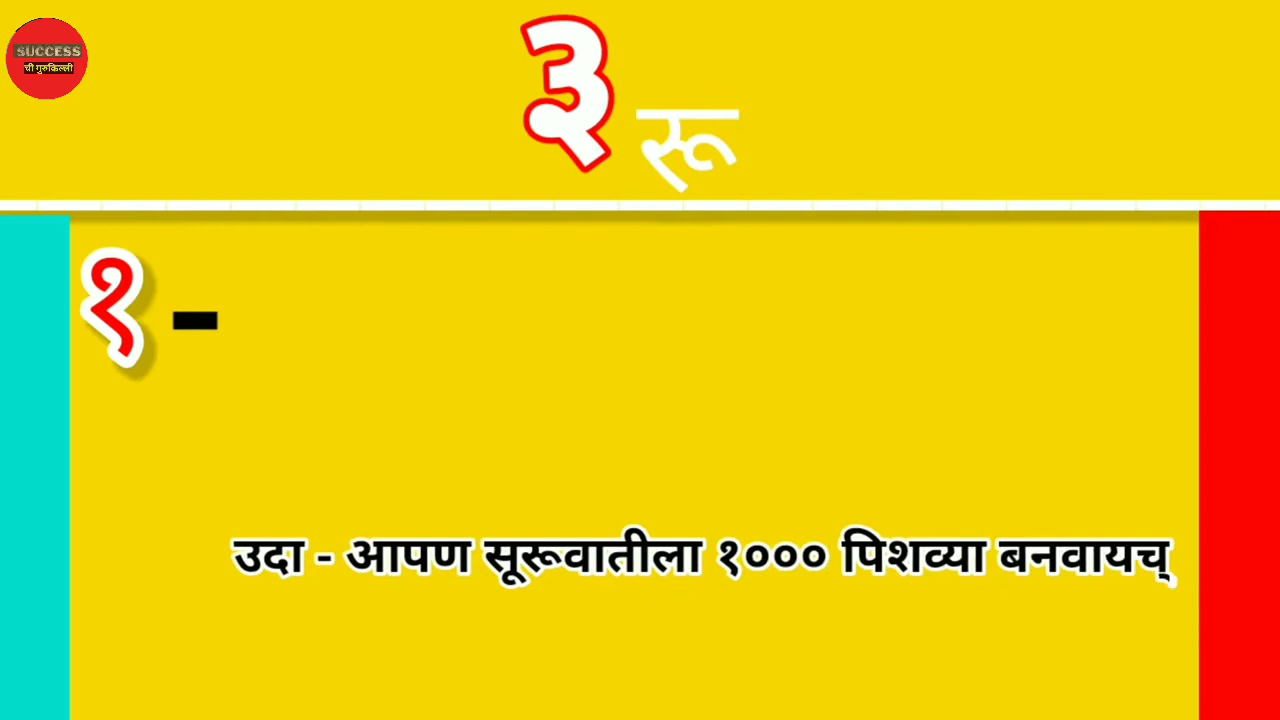 SUCCESS
ची गुरुकिल्ली
३ रू
१ -
उदा - आपण सूरूवातीला १००० पिशव्या बनवायच्